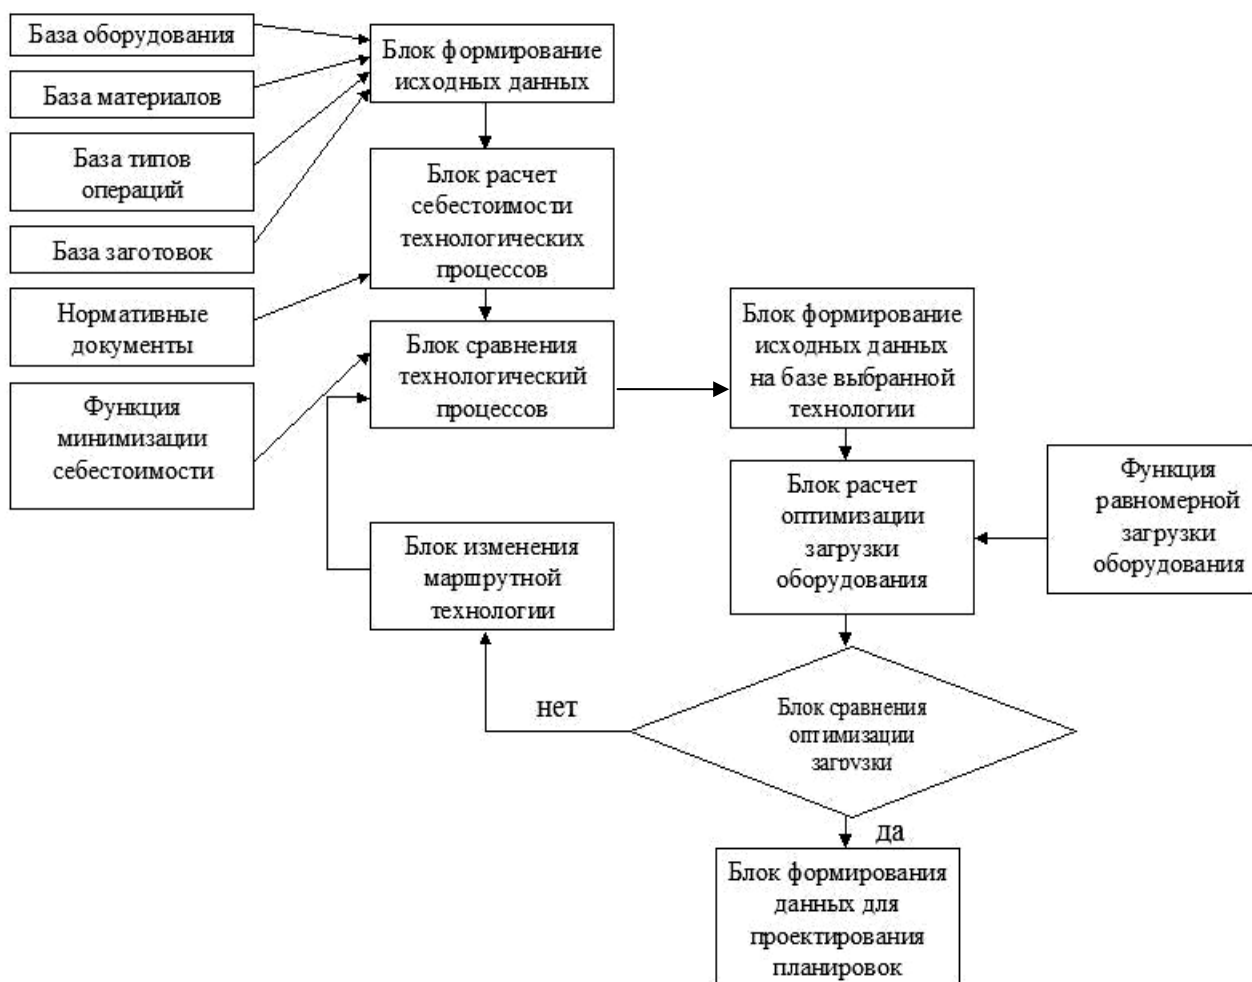 База оборудования
База материалов
База типов
операций
База заготовок
Нормативные
документы
Функция
минимизации
себестоимости
Блок формирование
исходных данных
Блок расчет
себестоимости
технологических
процессов
Блок сравнения
технологический
процессов
Блок изменения
маршрутной
технологии
нет
Блок формирование
исходных данных
на базе выбранной
технологии
Блок расчет
оптимизации
загрузки
оборудования
Функция
равномерной
загрузки
оборудования
Блок сравнения
оптимизации
загрузки
да
Блок формирования
данных для
проектирования
планировок